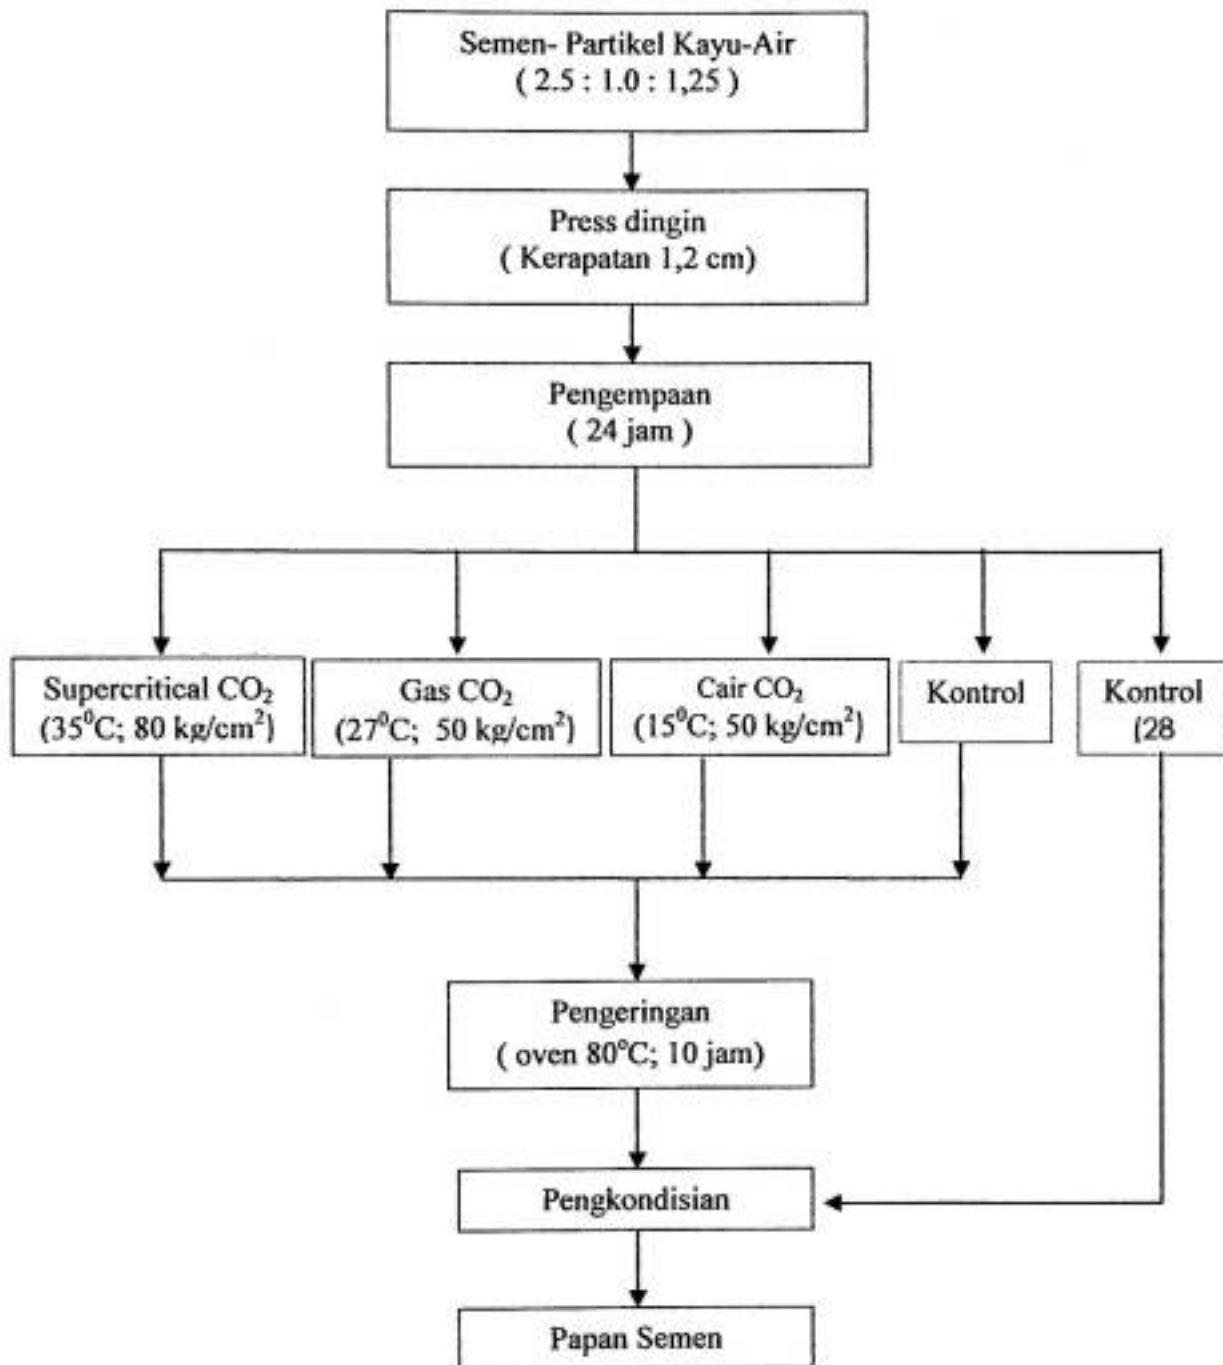 Semen- Partikel Kayu-Air
( 2.5 : 1.0 : 1,25 )
Press dingin
( Kerapatan 1,2 cm)
Pengempaan
( 24 jam )
Supercritical CO₂
(35⁰C; 80 kg/cm²)
Gas CO₂
(27⁰C; 50 kg/cm²)
Cair CO₂
(15⁰C; 50 kg/cm²)
Kontrol
Kontrol
(28
Pengeringan
( oven 80°C; 10 jam)
Pengkondisian
Papan Semen